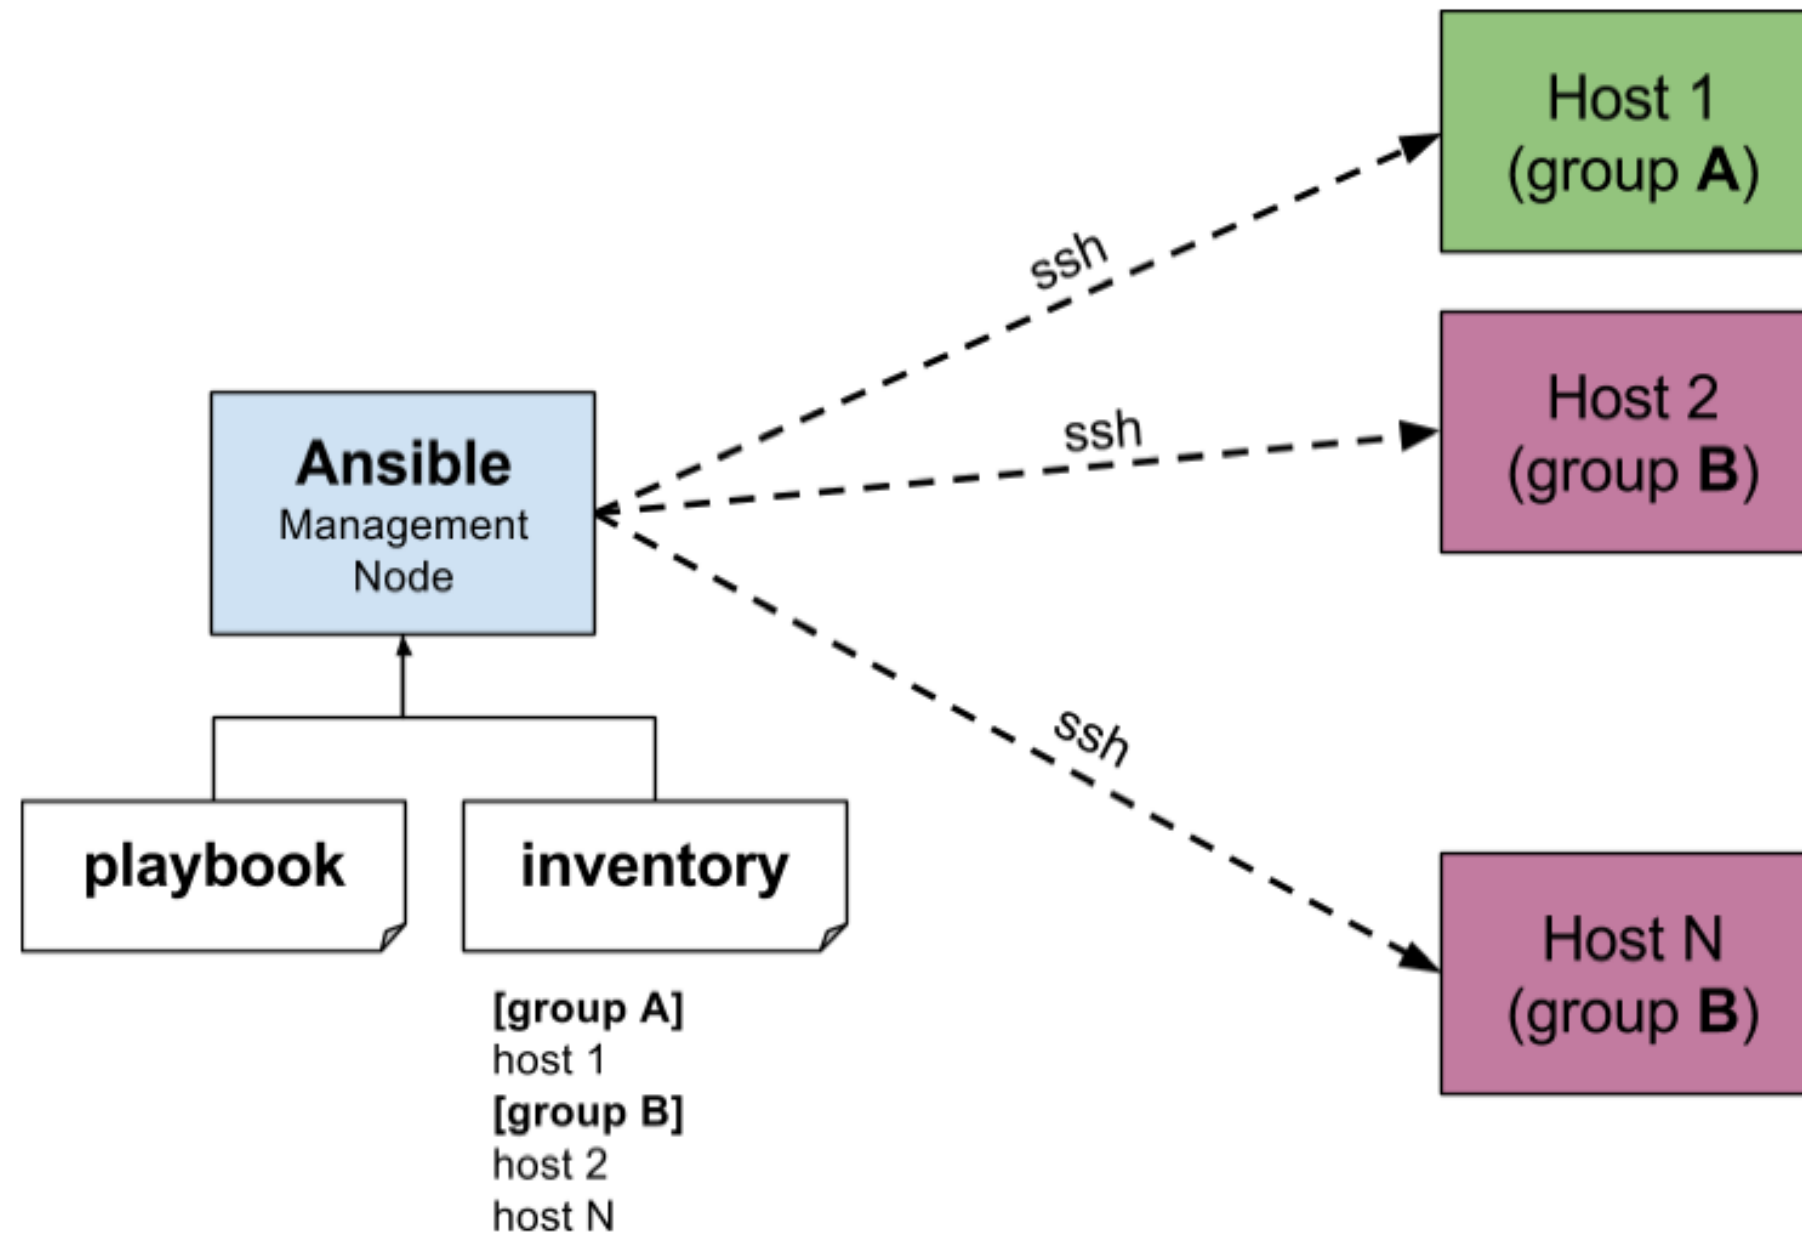 Host 1
(group A)
ssh
Host 2
(group B)
ssh
Ansible
Management
Node
ssh
playbook
inventory
Host N
(group B)
[group A]
host 1
[group B]
host 2
host N